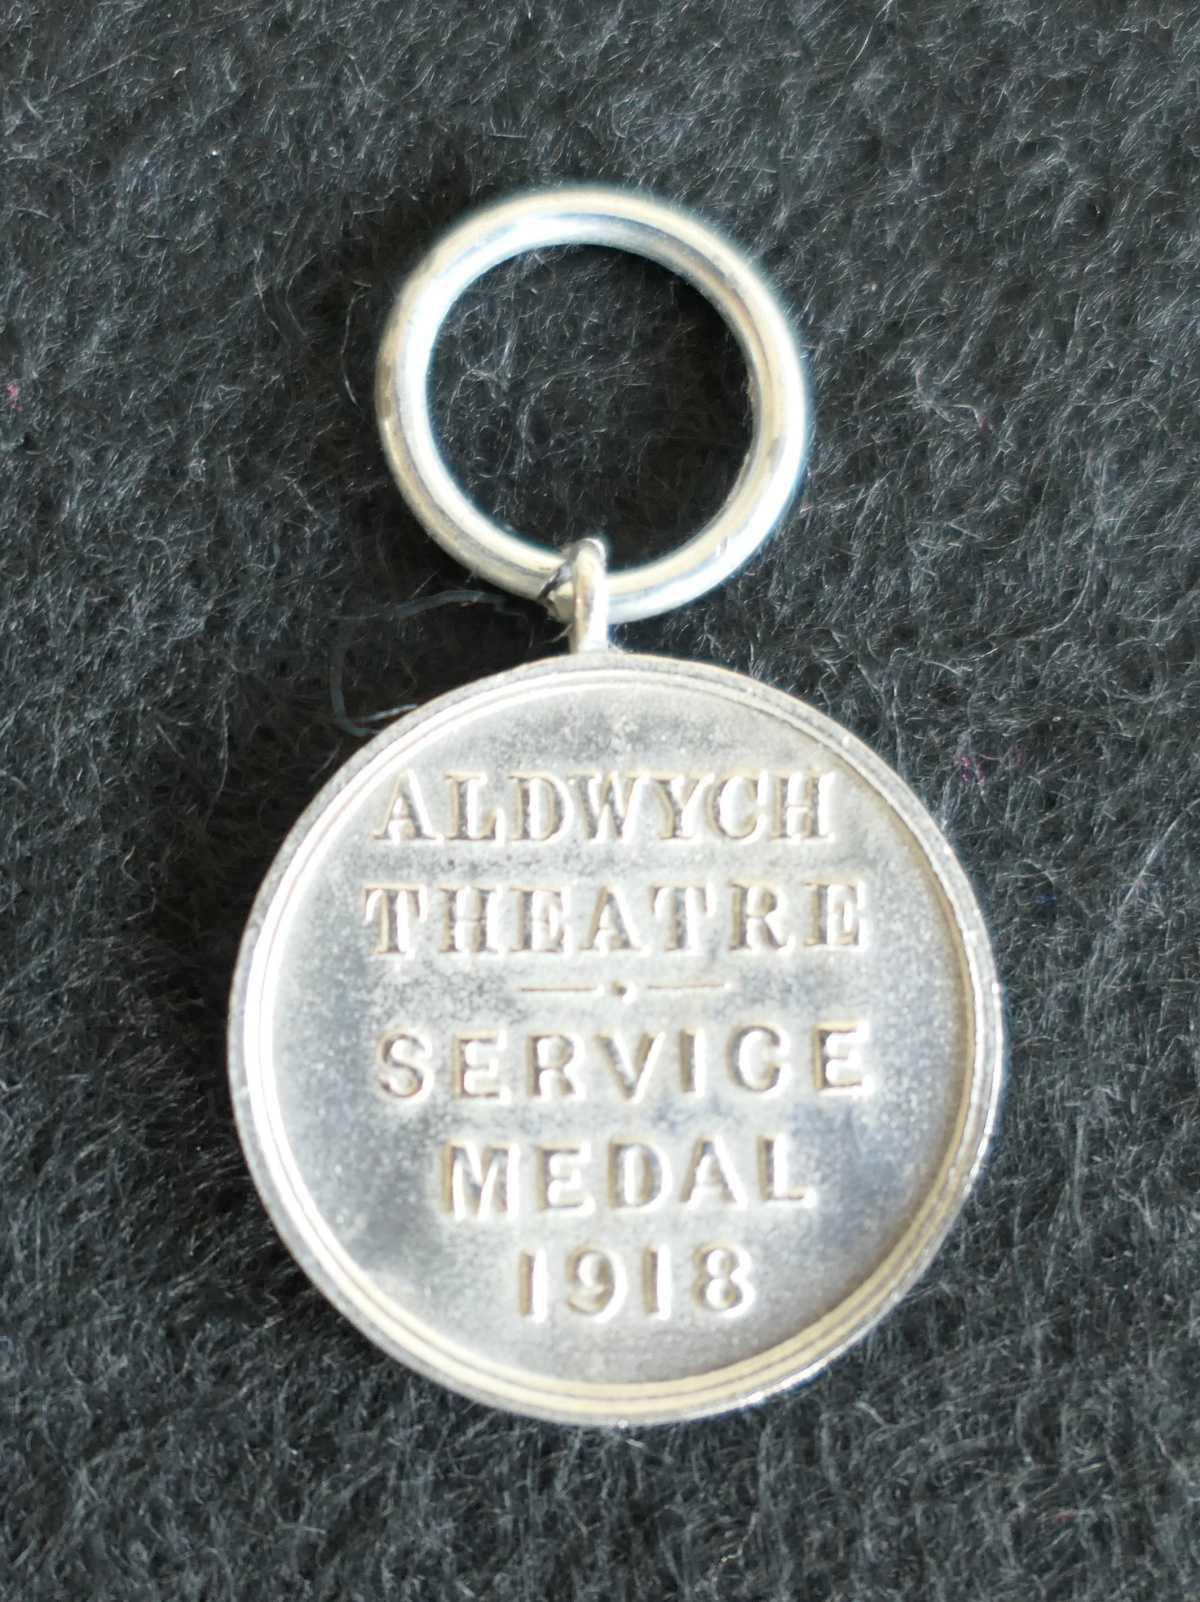 ALDWYCH
THEATRE
SERVICE
MEDAL
1918